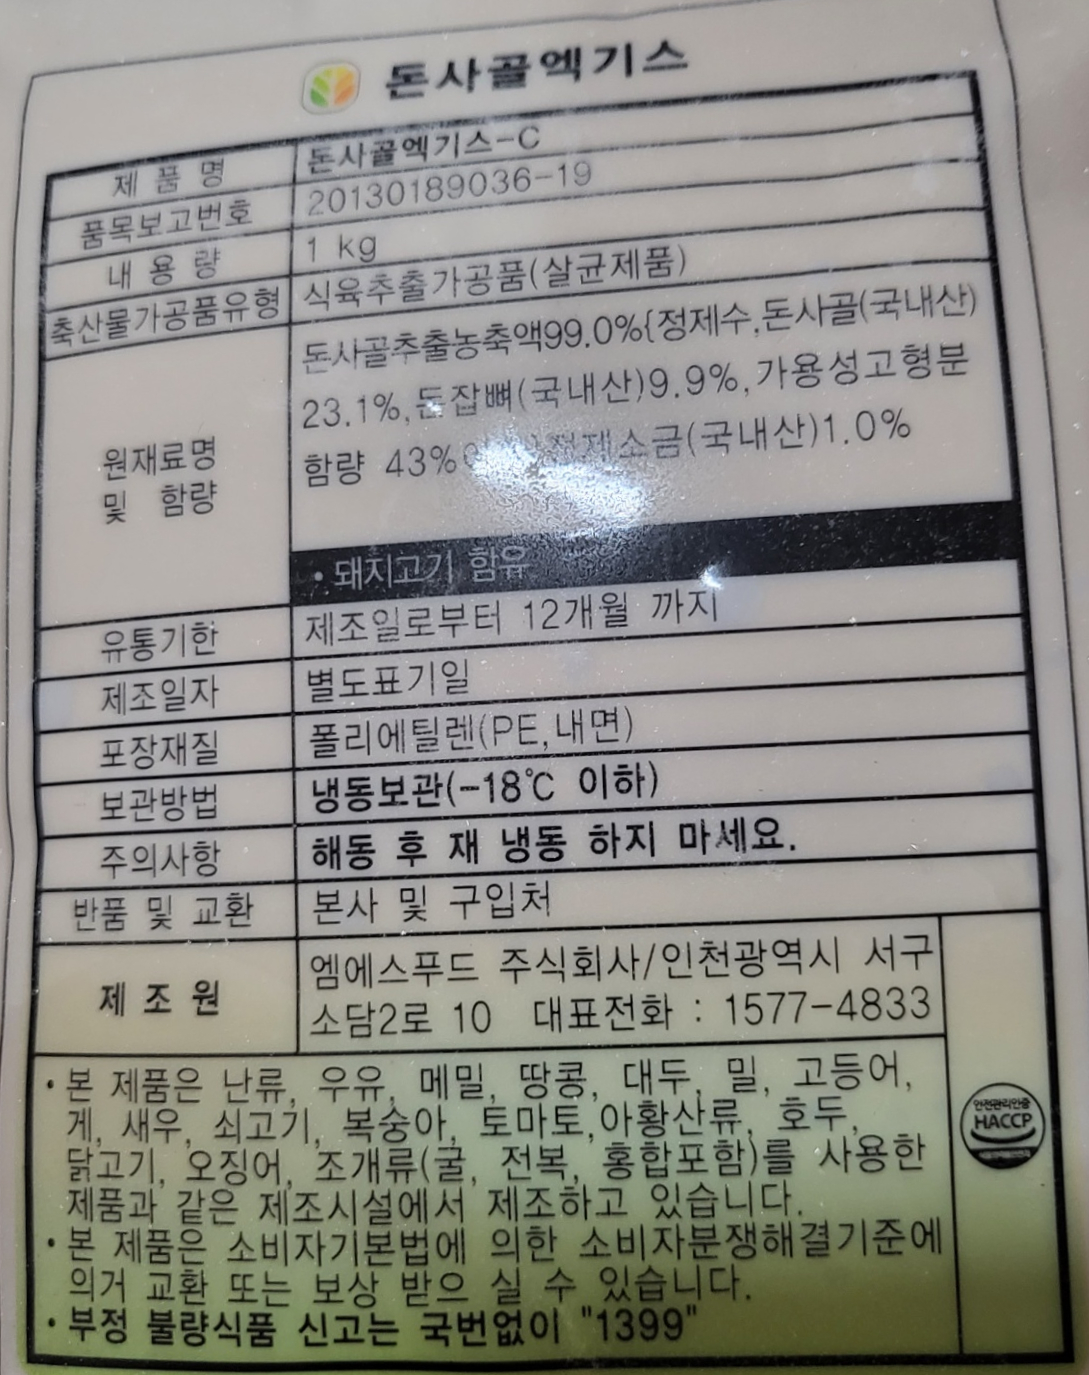 돈사골엑기스
제 품 명 돈사골엑기스-C
품목보고번호 20130189036-19
내 용 량 1 kg
축산물가공품유형 식육추출가공품(살균제품)
원재료명
및 함량
돈사골추출농축액99.0%{정제수,돈사골(국내산)
23.1%,돈잡뼈(국내산)9.9%,가용성고형분
함량 43% 정제소금(국내산)1.0%
• 돼지고기 함유
유통기한 제조일로부터 12개월 까지
제조일자 별도표기일
포장재질 폴리에틸렌(PE,내면)
보관방법 냉동보관(-18℃ 이하)
주의사항 해동 후 재 냉동 하지 마세요.
반품 및 교환 본사 및 구입처
제 조 원
엠에스푸드 주식회사/인천광역시 서구
소담2로 10 대표전화 : 1577-4833
• 본 제품은 난류, 우유, 메밀, 땅콩, 대두, 밀, 고등어,
게, 새우, 쇠고기, 복숭아, 토마토,아황산류, 호두,
닭고기, 오징어, 조개류(굴, 전복, 홍합포함)를 사용한
제품과 같은 제조시설에서 제조하고 있습니다.
• 본 제품은 소비자기본법에 의한 소비자분쟁해결기준에
의거 교환 또는 보상 받으 실 수 있습니다.
• 부정 불량식품 신고는 국번없이 "1399"
안전관리인증
HACCP